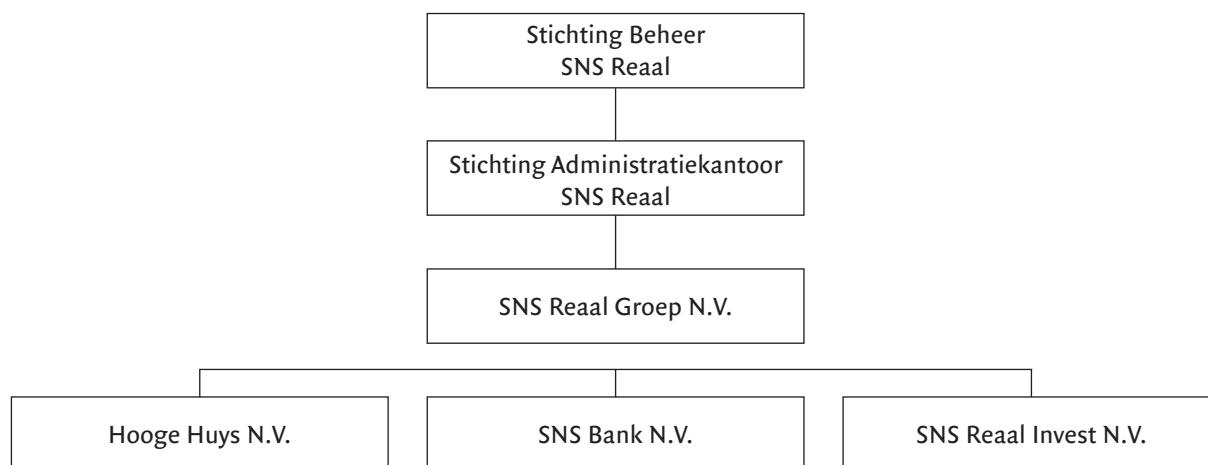 Stichting Beheer
SNS Reaal
Stichting Administratiekantoor
SNS Reaal
SNS Reaal Groep N.V.
Hooge Huys N.V.
SNS Bank N.V.
SNS Reaal Invest N.V.